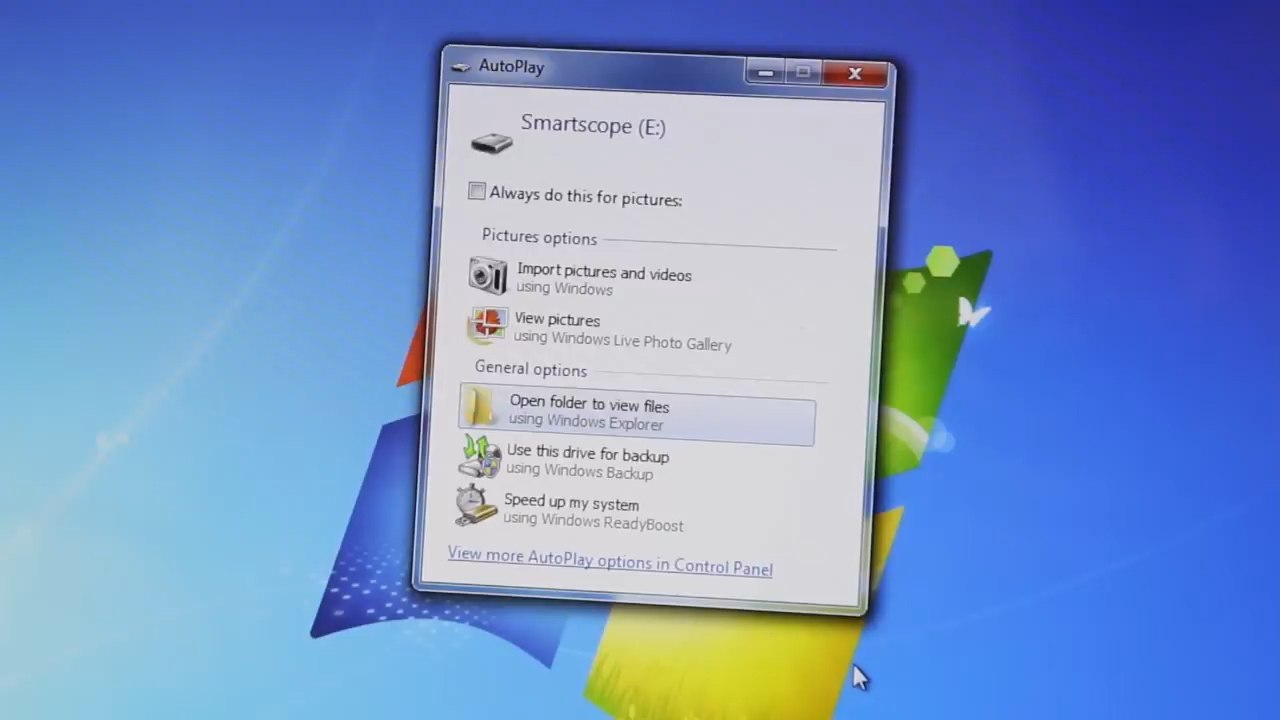 AutoPlay
Smartscope (E:)
Always do this for pictures:
Pictures options
Import pictures and videos
using Windows
View pictures
using Windows Live Photo Gallery
General options
Open folder to view files
using Windows Explorer
Use this drive for backup
using Windows Backup
Speed up my system
using Windows ReadyBoost
View more AutoPlay options in Control Panel